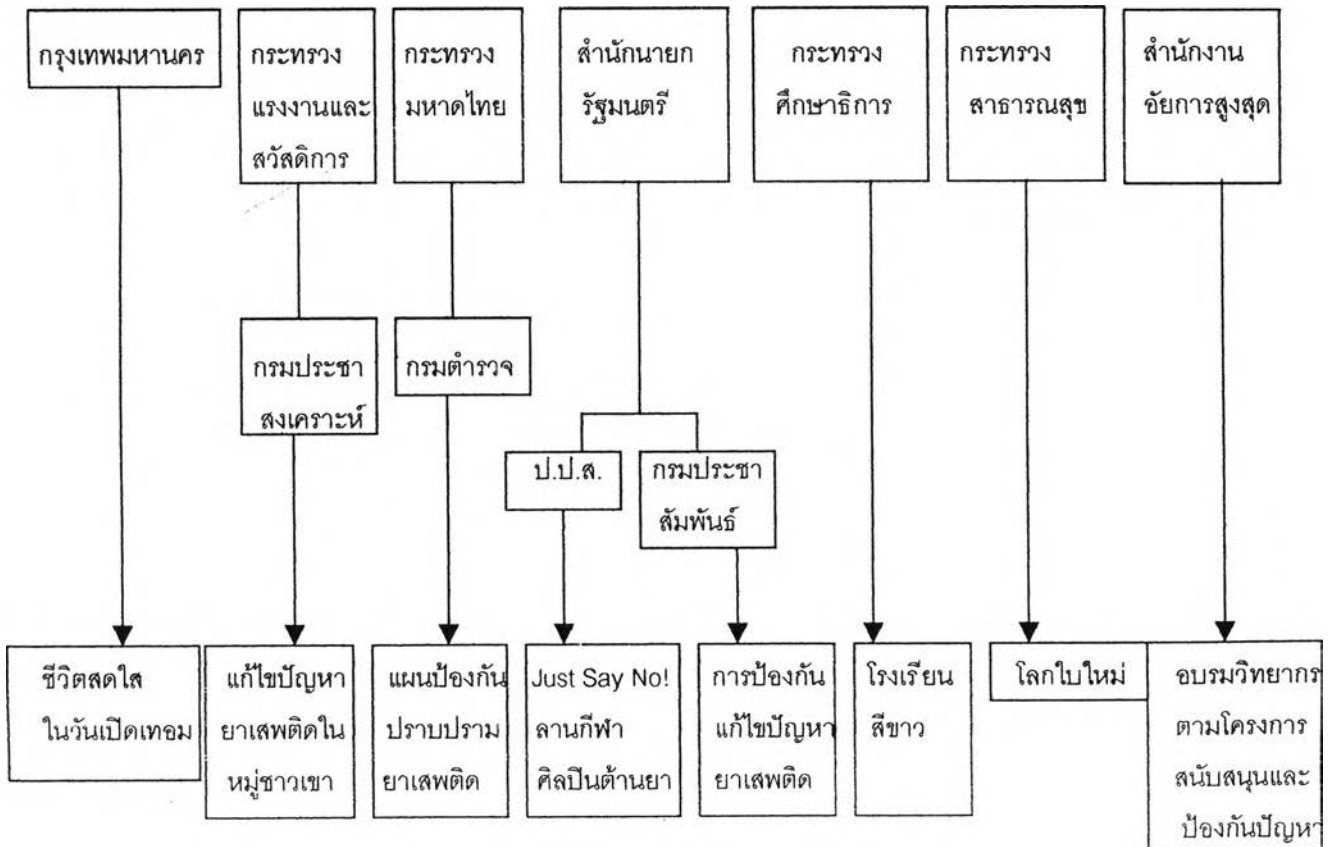 กรุงเทพมหานคร
กระทรวง
แรงงานและ
สวัสดิการ
กระทรวง
มหาดไทย
สำนักนายก
รัฐมนตรี
กระทรวง
ศึกษาธิการ
กระทรวง
สาธารณสุข
สำนักงาน
อัยการสูงสุด
กรมประชา
สงเคราะห์
กรมตำรวจ
ป.ป.ส.
กรมประชา
สัมพันธ์
ชีวิตสดใส
ในวันเปิดเทอม
แก้ไขปัญหา
ยาเสพติดใน
หมู่ชาวเขา
แผนป้องกัน
ปราบปราม
ยาเสพติด
Just Say No!
ลานกีฬา
ศิลปินต้านยา
การป้องกัน
แก้ไขปัญหา
ยาเสพติด
โรงเรียน
สีขาว
โลกใบใหม่
อบรมวิทยากร
ตามโครงการ
สนับสนุนและ
ป้องกันปัญหา